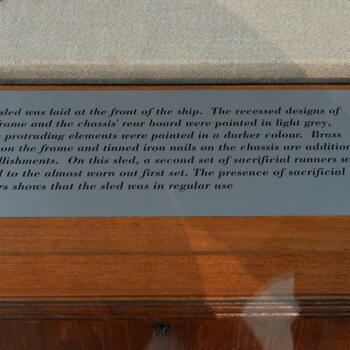 sled was laid at the front of the ship. The recessed designs of
frame and the chassis' rear board were painted in light grey,
protruding elements were painted in a darker colour. Brass
on the frame and tinned iron nails on the chassis are addition
llishments. On this sled, a second set of sacrificial runners w
d to the almost worn out first set. The presence of sacrificial
rs shows that the sled was in regular use